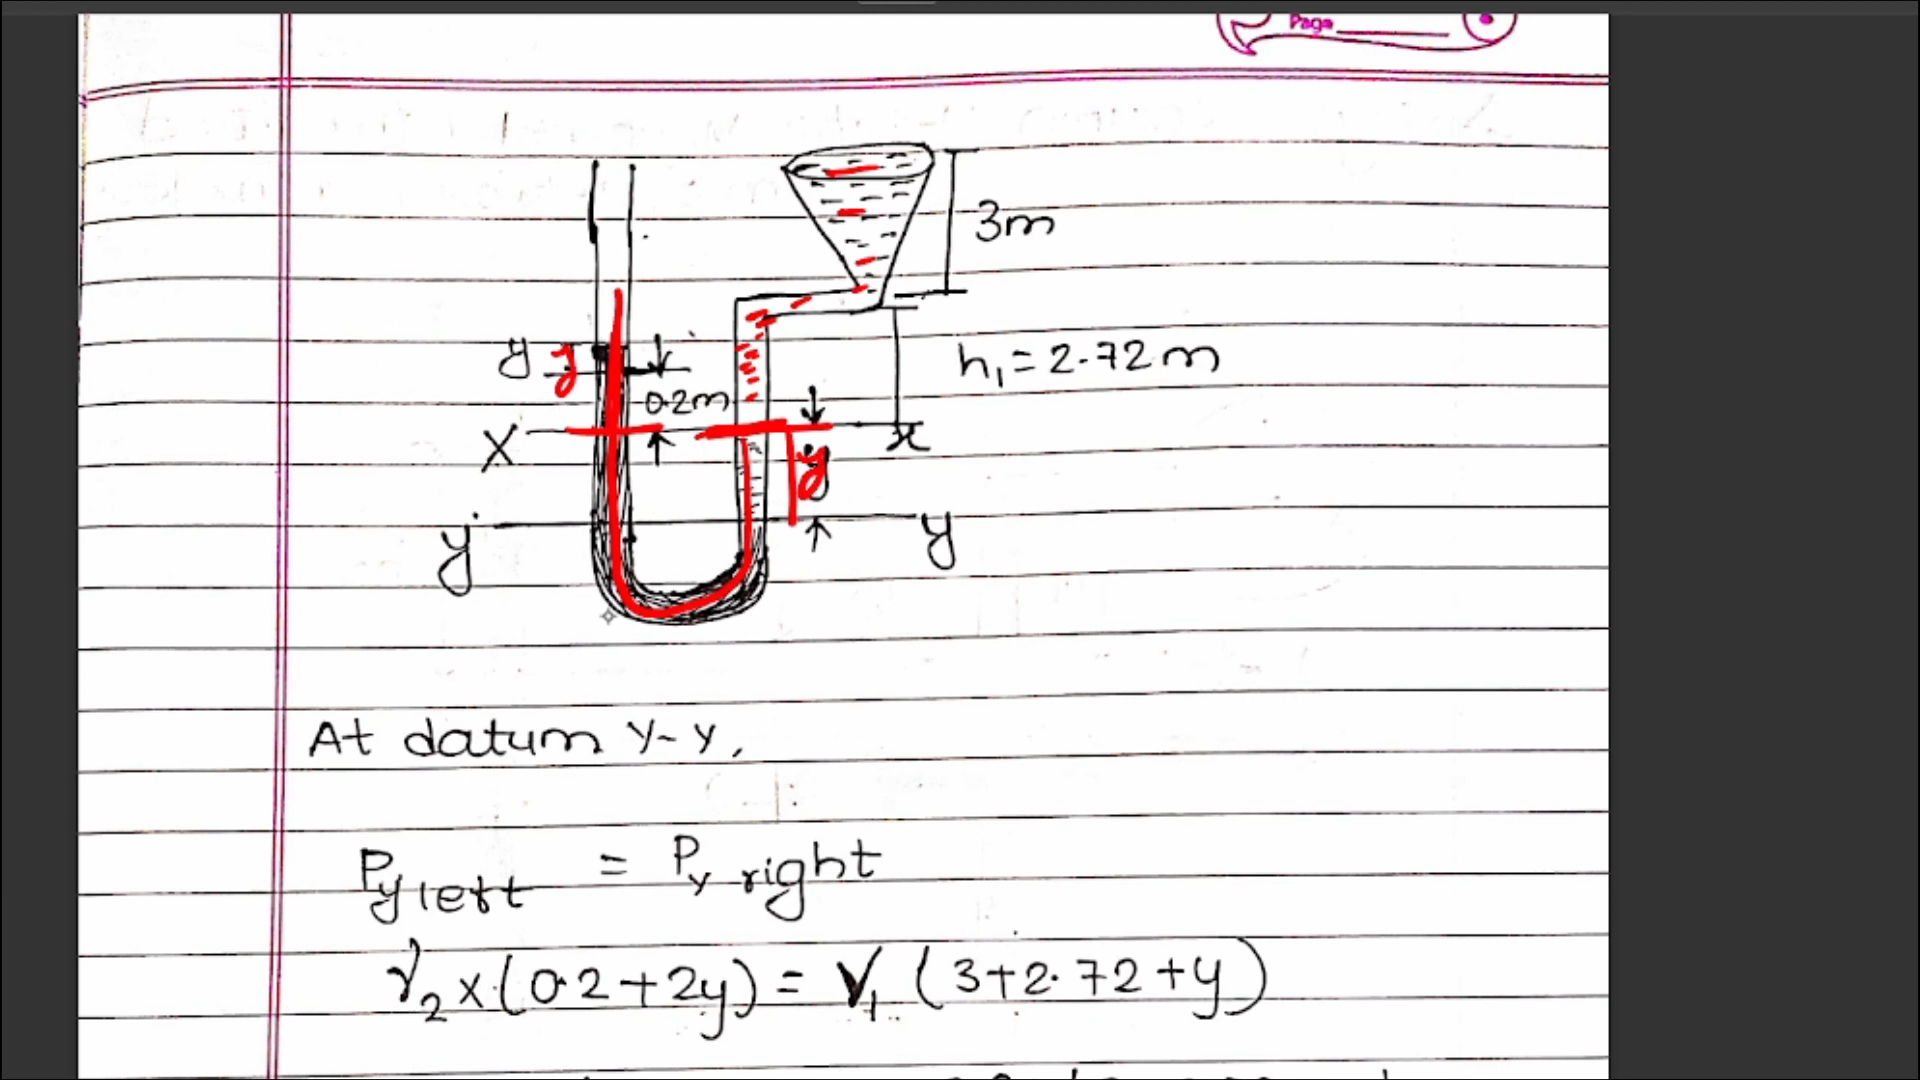 Page
3m
y y
h₁ = 2.72m
0.2m
X x
y
y y
At datum Y-Y,
Py left = Py right
γ₂ x (0.2 + 2y) = γ₁ (3+2.72+y)